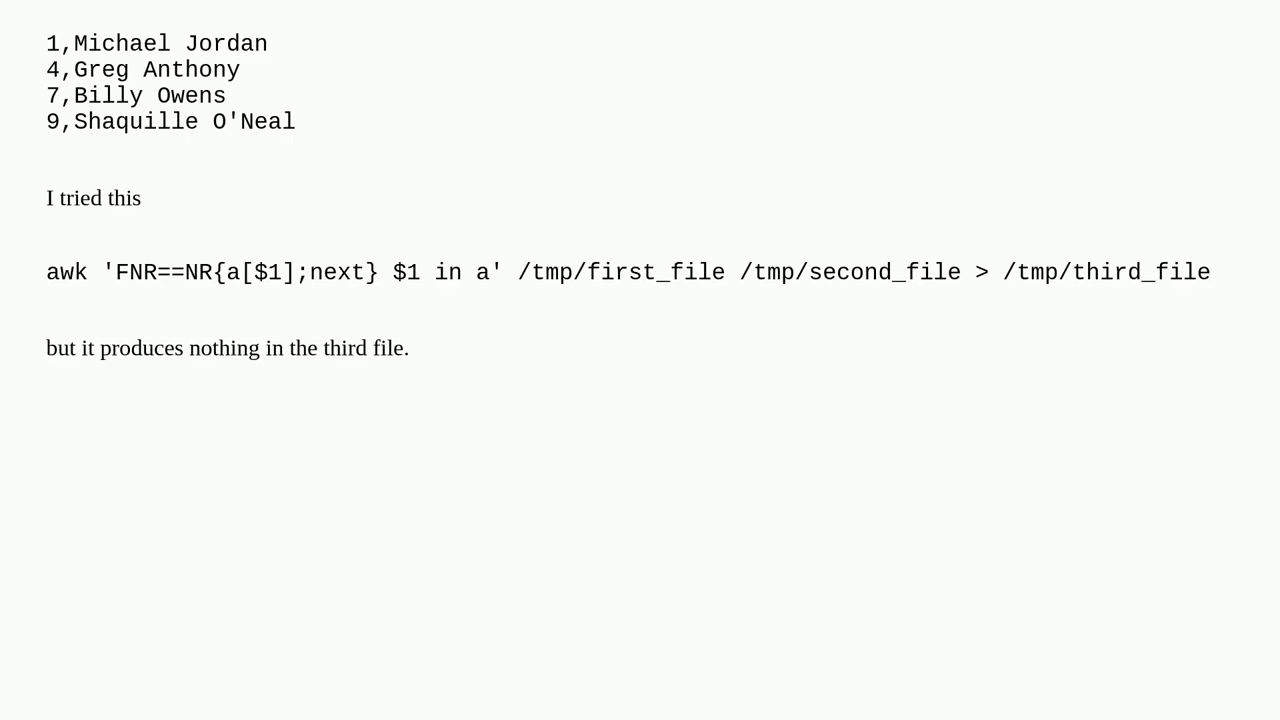 1,Michael Jordan
4,Greg Anthony
7,Billy Owens
9,Shaquille O'Neal
I tried this
awk 'FNR==NR{a[$1];next} $1 in a' /tmp/first_file /tmp/second_file > /tmp/third_file
but it produces nothing in the third file.